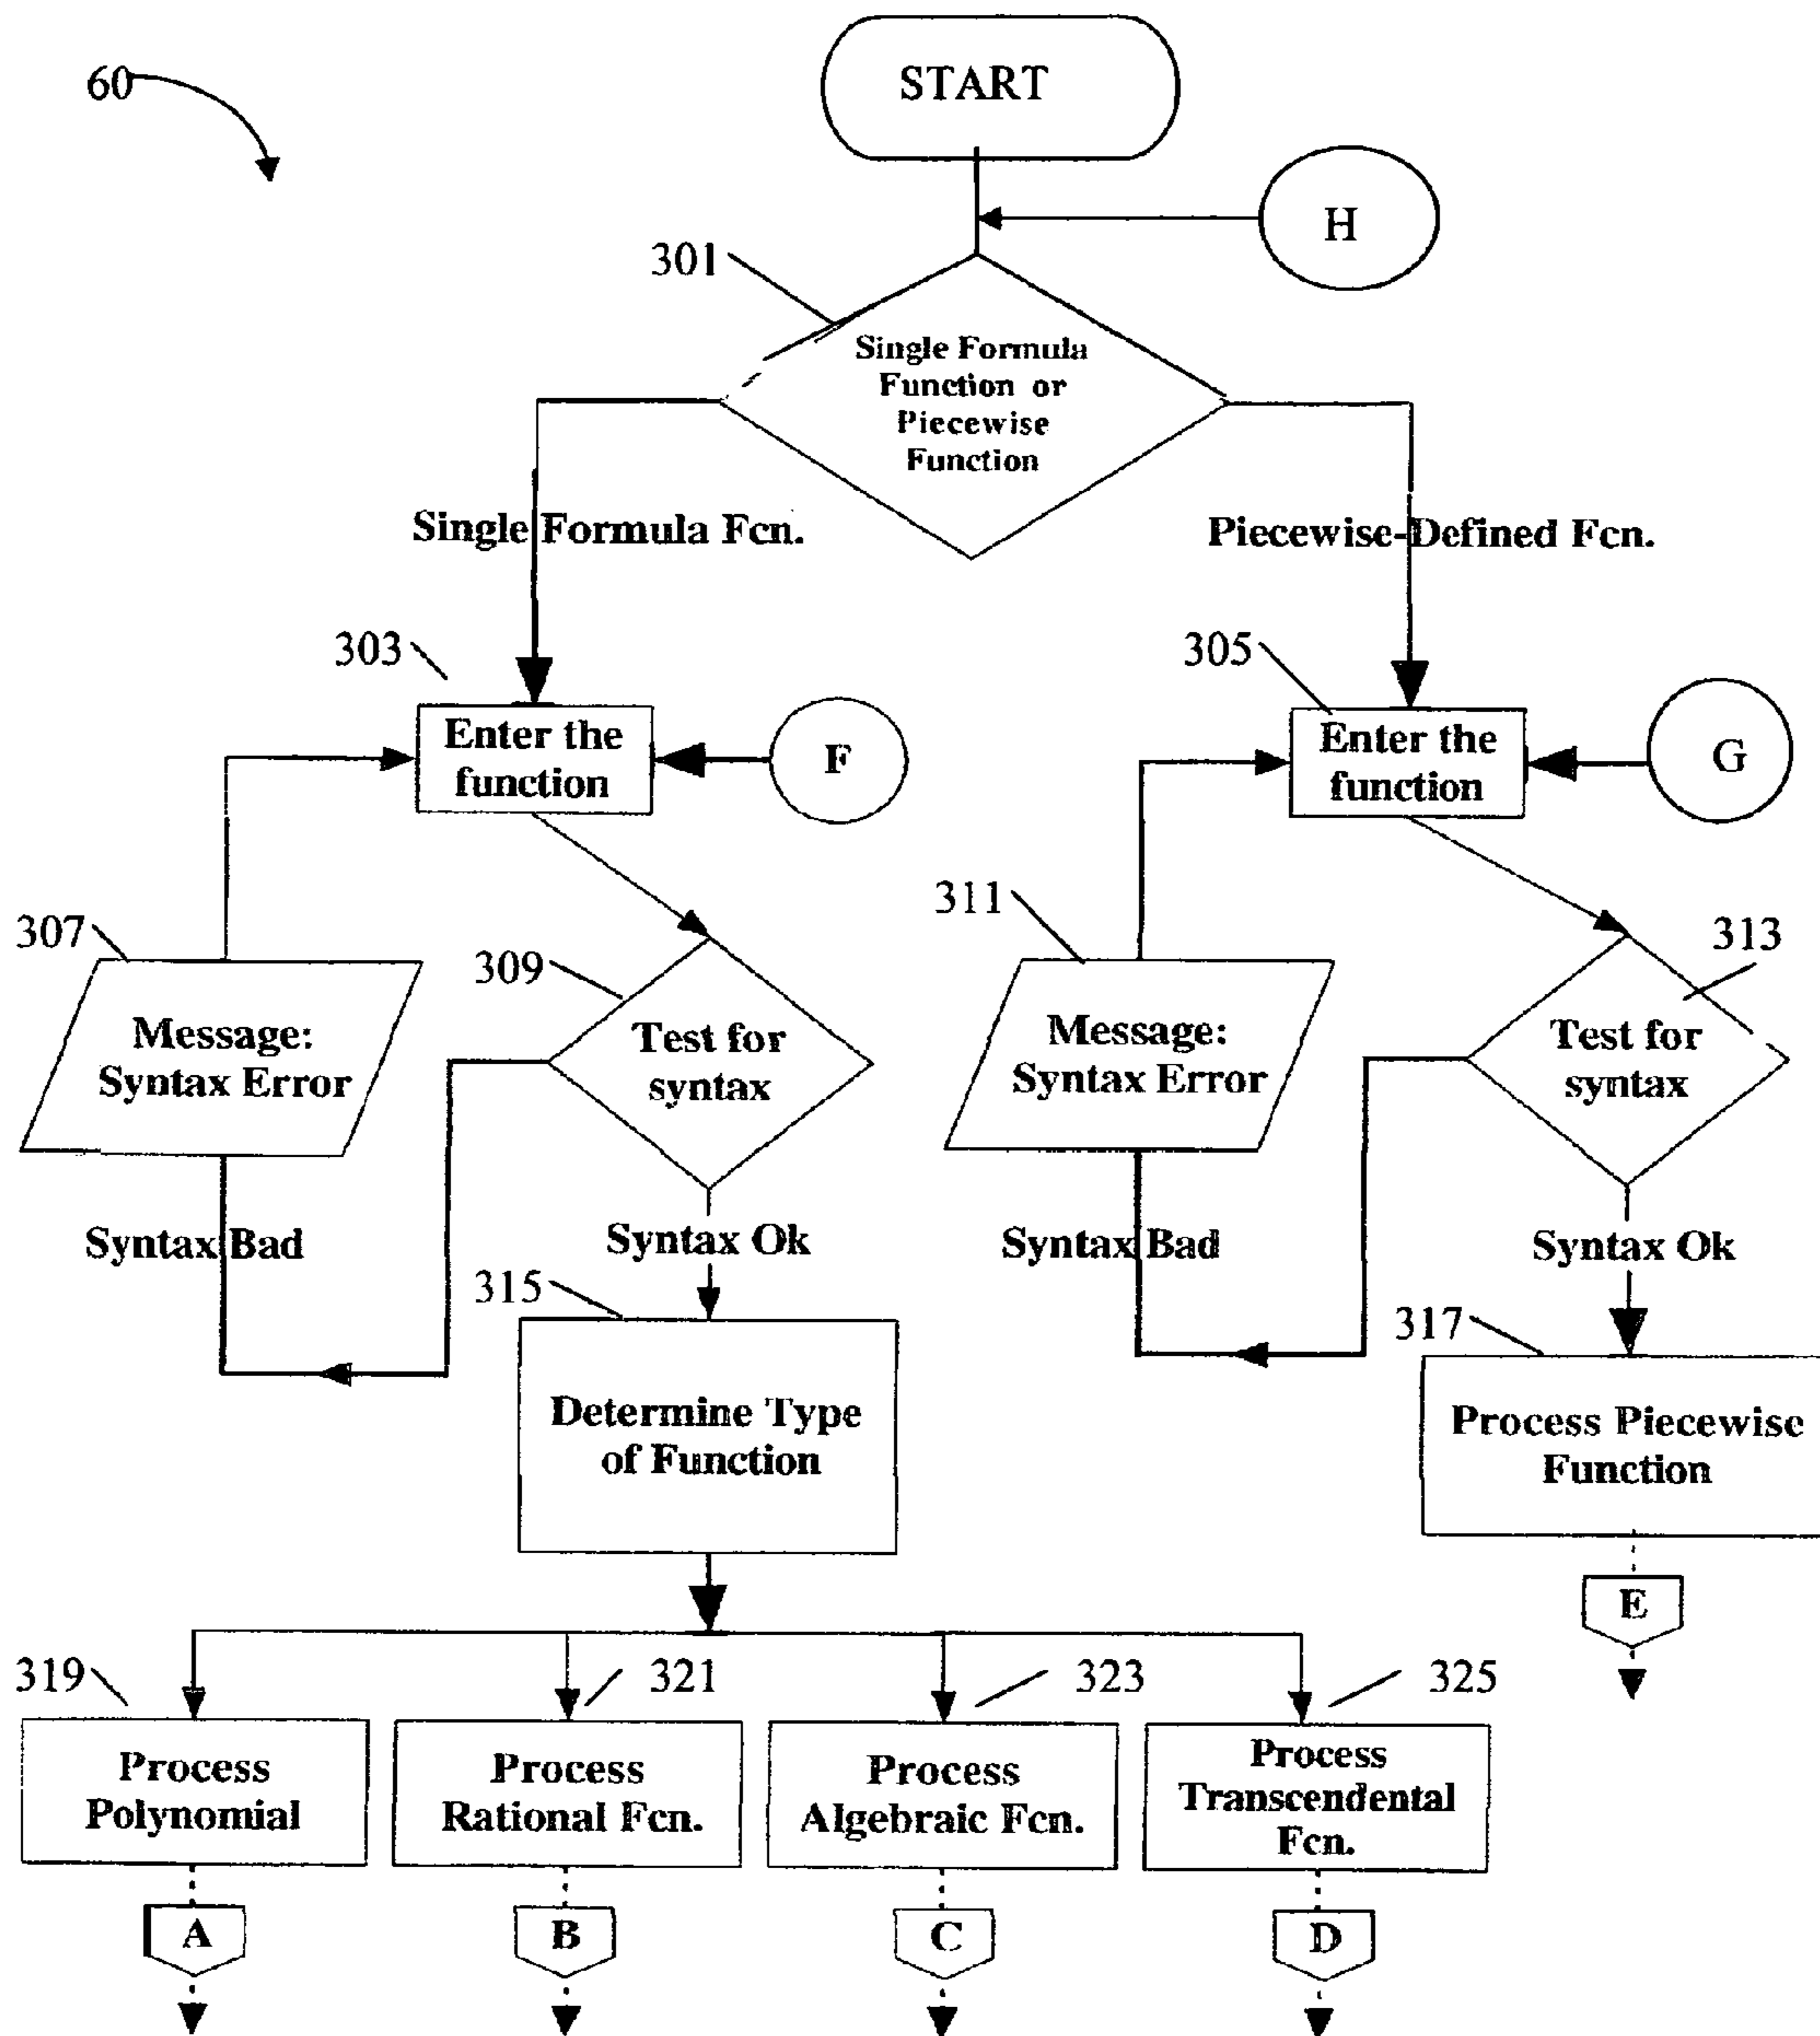 60
START
H
301
Single Formula
Function or
Piecewise
Function
Single Formula Fcn.
Piecewise-Defined Fcn.
303
305
Enter the
function
F
Enter the
function
G
307
309
311
313
Message:
Syntax Error
Test for
syntax
Message:
Syntax Error
Test for
syntax
Syntax Bad
Syntax Ok
Syntax Bad
Syntax Ok
315
317
Determine Type
of Function
Process Piecewise
Function
E
319
321
323
325
Process
Polynomial
Process
Rational Fcn.
Process
Algebraic Fcn.
Process
Transcendental
Fcn.
A
B
C
D